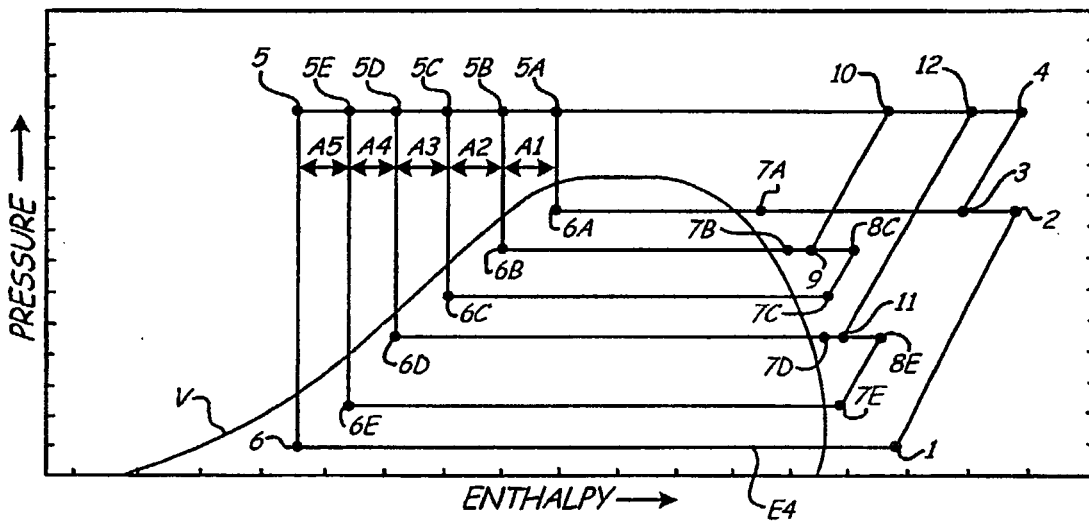 5
5E
5D
5C
5B
5A
10
12
4
A5
A4
A3
A2
A1
7A
3
2
6A
7B
8C
9
6B
6C
7C
11
6D
7D
8E
V
6E
7E
6
1
E4
PRESSURE
ENTHALPY